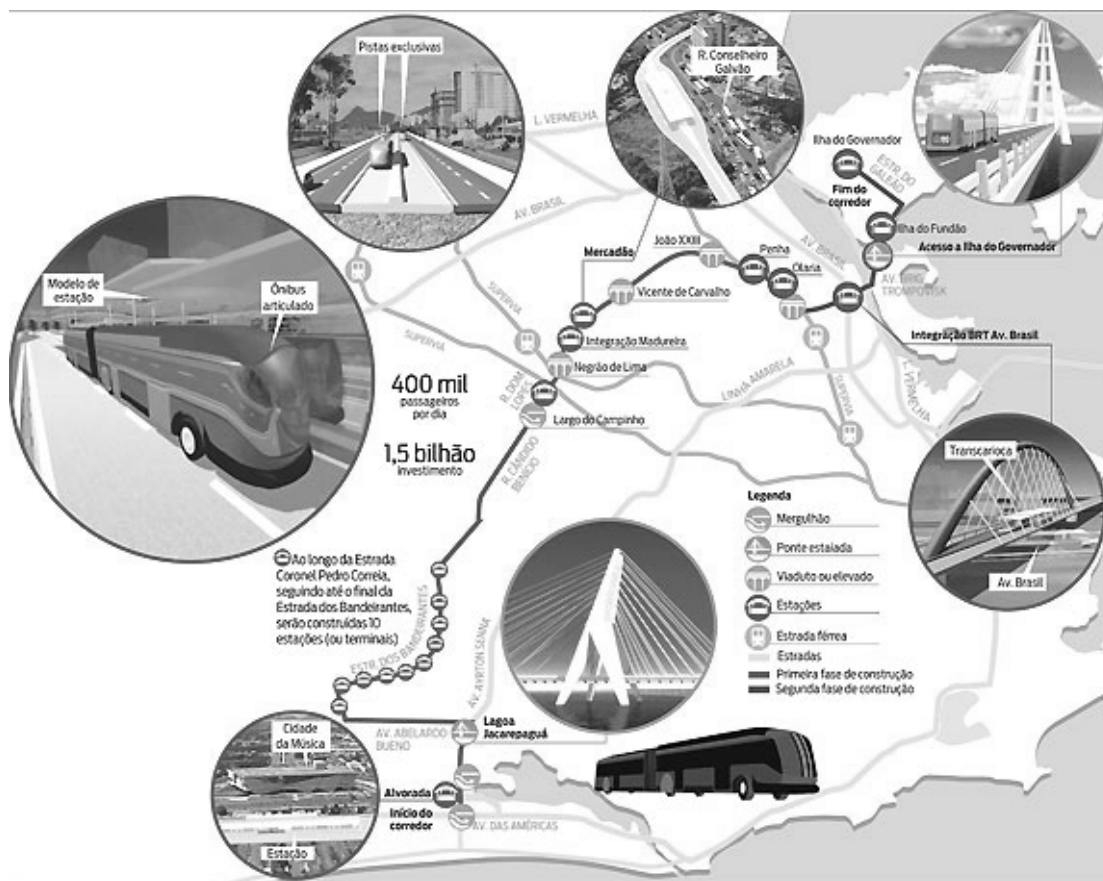 Pistas exclusivas
R. Conselheiro
Galvão
L. VERMELHA
AV. BRASIL
Ilha do Governador
ESTR. DO
GALEÃO
Fim do
corredor
Ilha do Fundão
Acesso a Ilha do Governador
AV. BRIG
TROMPOVISK
João XXIII
Penha
AV. BRASIL
Olaria
Mercadão
Vicente de Carvalho
SUPERVIA
SUPERVIA
Integração Madureira
Integração BRT Av. Brasil
Negrão de Lima
R. DOM
LOPES
LINHA AMARELA
SUPERVIA
L. VERMELHA
Largo do Campinho
R. CÂNDIDO
BENÍCIO
Modelo de
estação
Ônibus
articulado
400 mil
passageiros
por dia
1,5 bilhão
investimento
Transcarioca
Av. Brasil
Legenda
Mergulhão
Ponte estaiada
Viaduto ou elevado
Estações
Estrada férrea
Estradas
Primeira fase de construção
Segunda fase de construção
Ao longo da Estrada
Coronel Pedro Correia,
seguindo até o final da
Estrada dos Bandeirantes,
serão construídas 10
estações (ou terminais)
ESTR. DOS BANDEIRANTES
AV. AYRTON SENNA
AV. ABELARDO
BUENO
Lagoa
Jacarepaguá
Cidade
da Música
Estação
Alvorada
Início do
corredor
AV. DAS AMÉRICAS